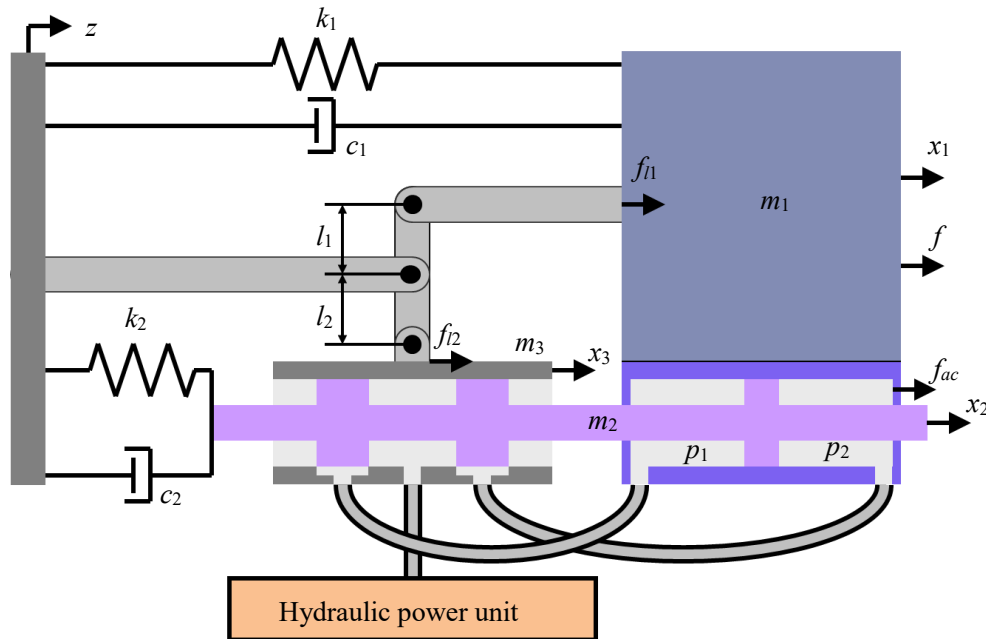 z
k1
c1
x1
fl1
m1
l1
f
l2
k2
fl2
m3
x3
fac
m2
x2
p1
p2
c2
Hydraulic power unit